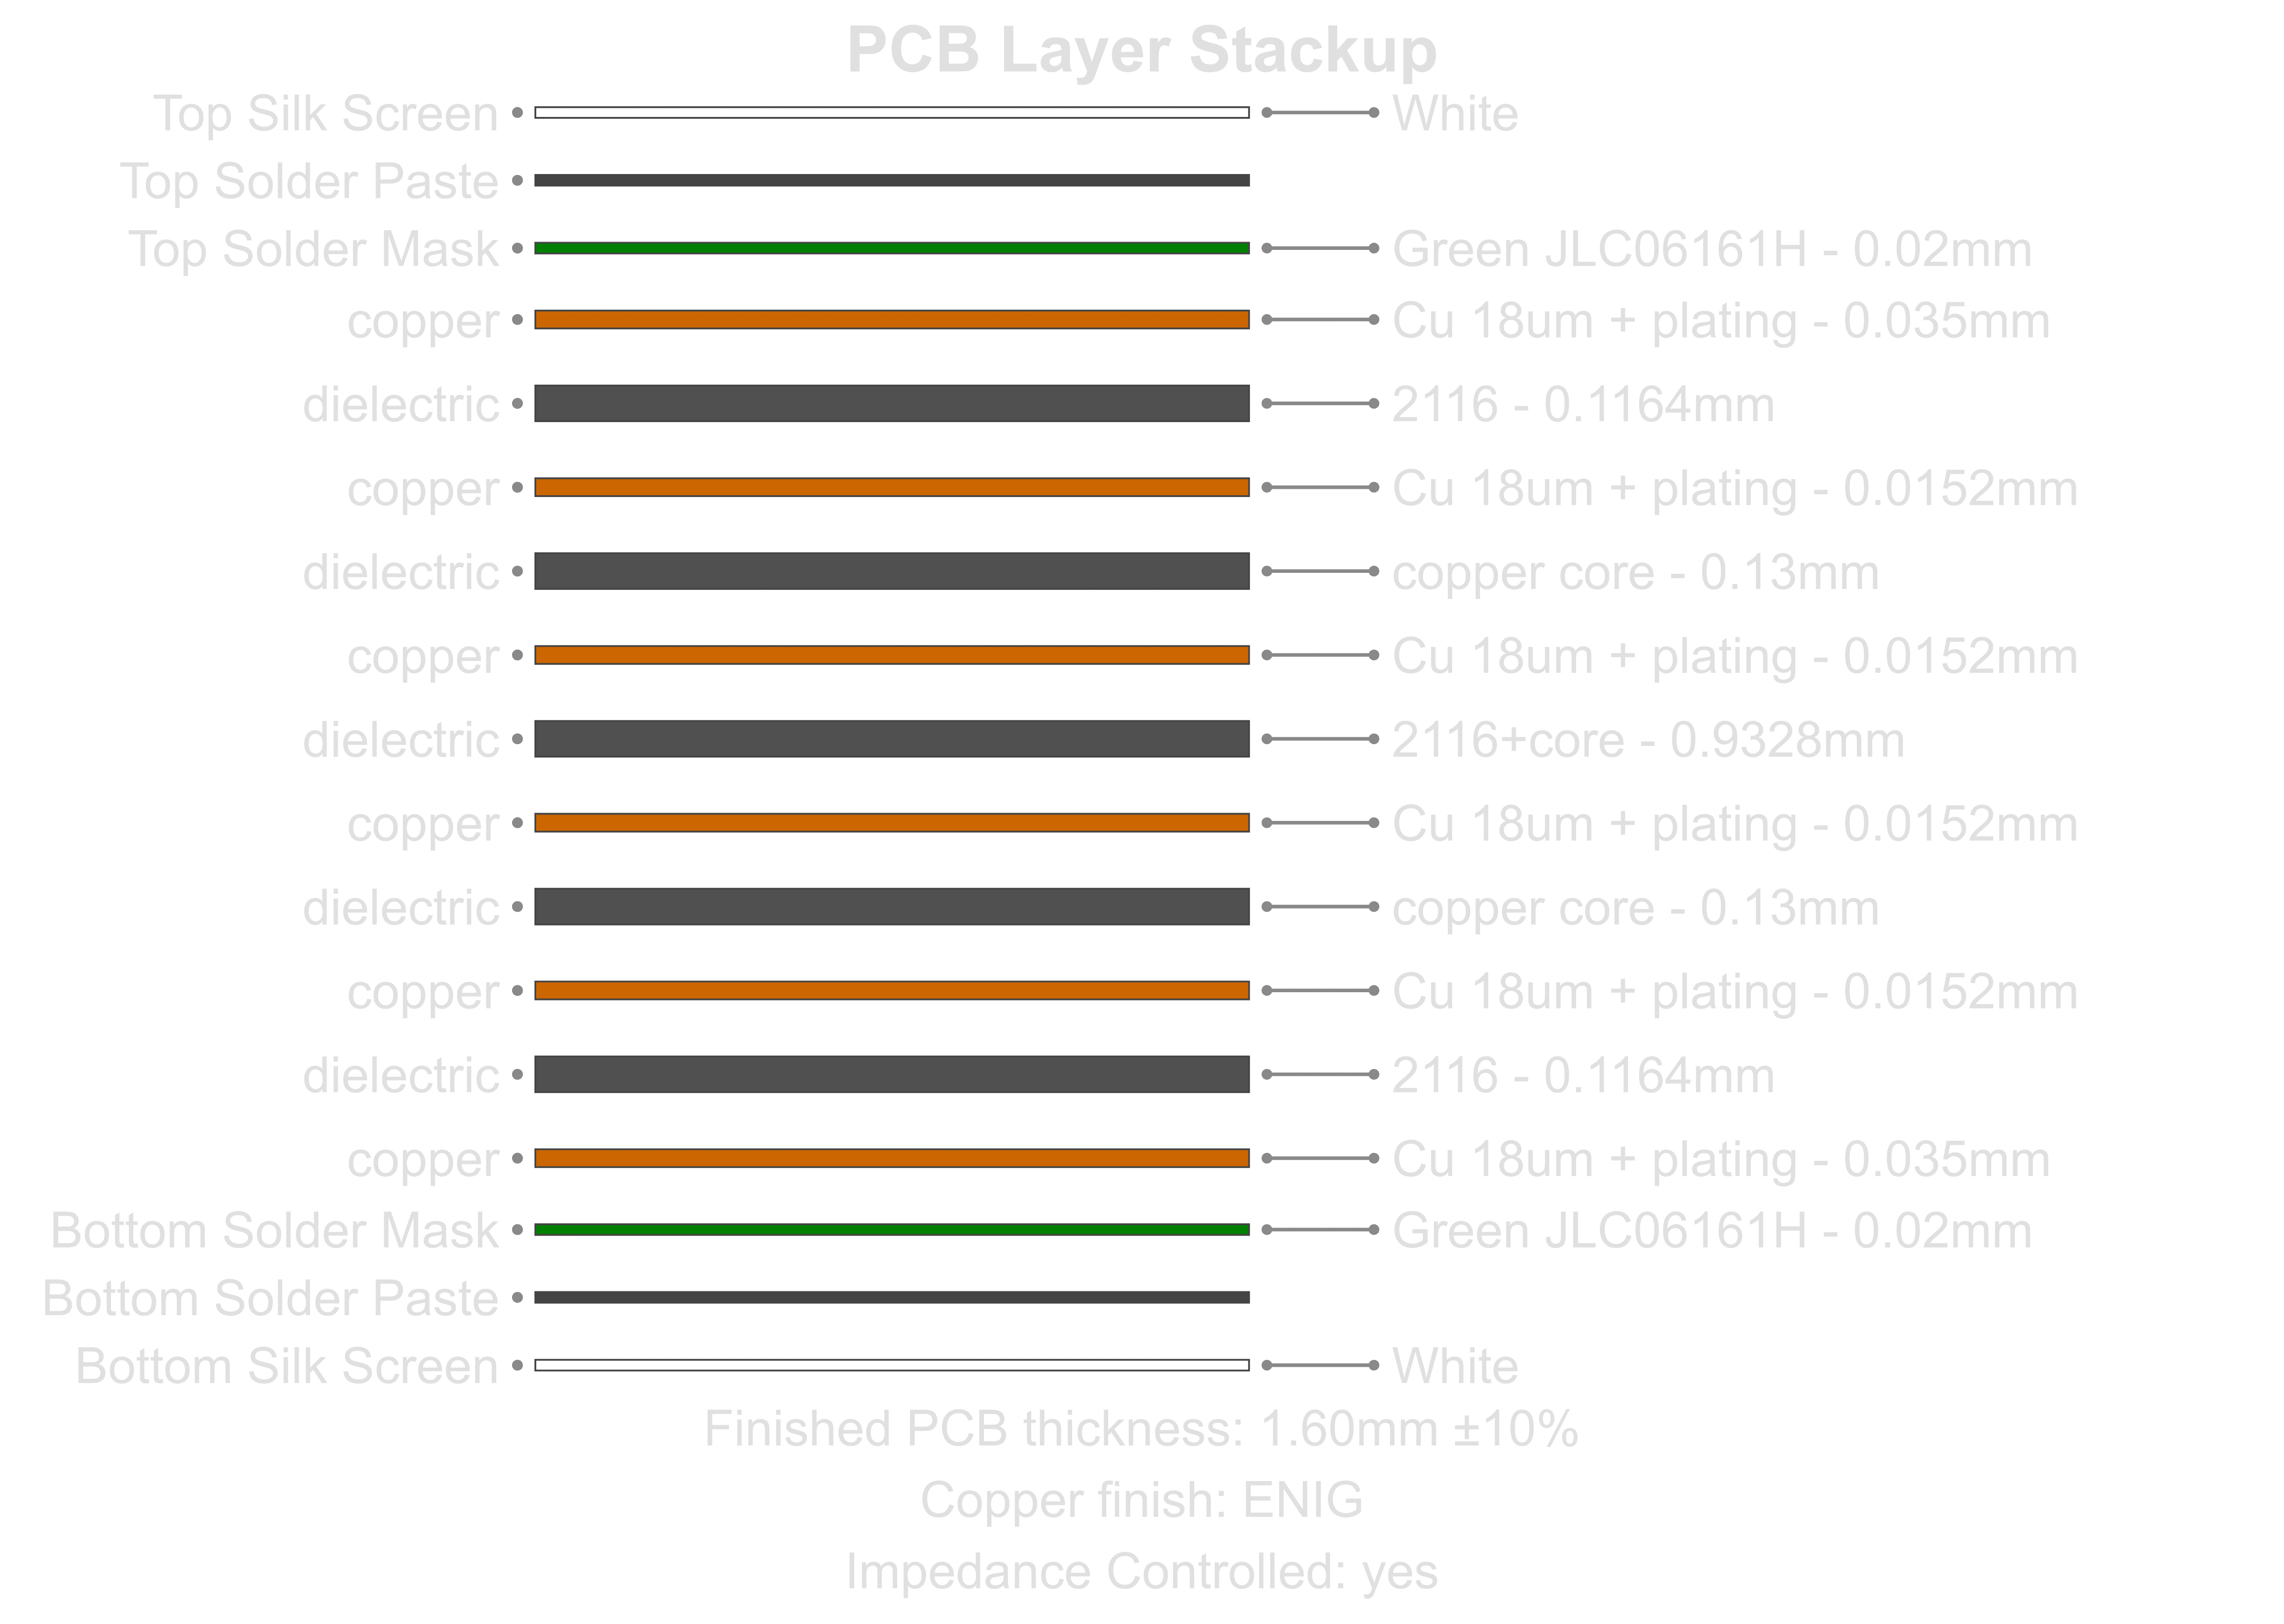 PCB Layer Stackup
Top Silk Screen White
Top Solder Paste
Top Solder Mask Green JLC06161H - 0.02mm
copper Cu 18um + plating - 0.035mm
dielectric 2116 - 0.1164mm
copper Cu 18um + plating - 0.0152mm
dielectric copper core - 0.13mm
copper Cu 18um + plating - 0.0152mm
dielectric 2116+core - 0.9328mm
copper Cu 18um + plating - 0.0152mm
dielectric copper core - 0.13mm
copper Cu 18um + plating - 0.0152mm
dielectric 2116 - 0.1164mm
copper Cu 18um + plating - 0.035mm
Bottom Solder Mask Green JLC06161H - 0.02mm
Bottom Solder Paste
Bottom Silk Screen White
Finished PCB thickness: 1.60mm ±10%
Copper finish: ENIG
Impedance Controlled: yes